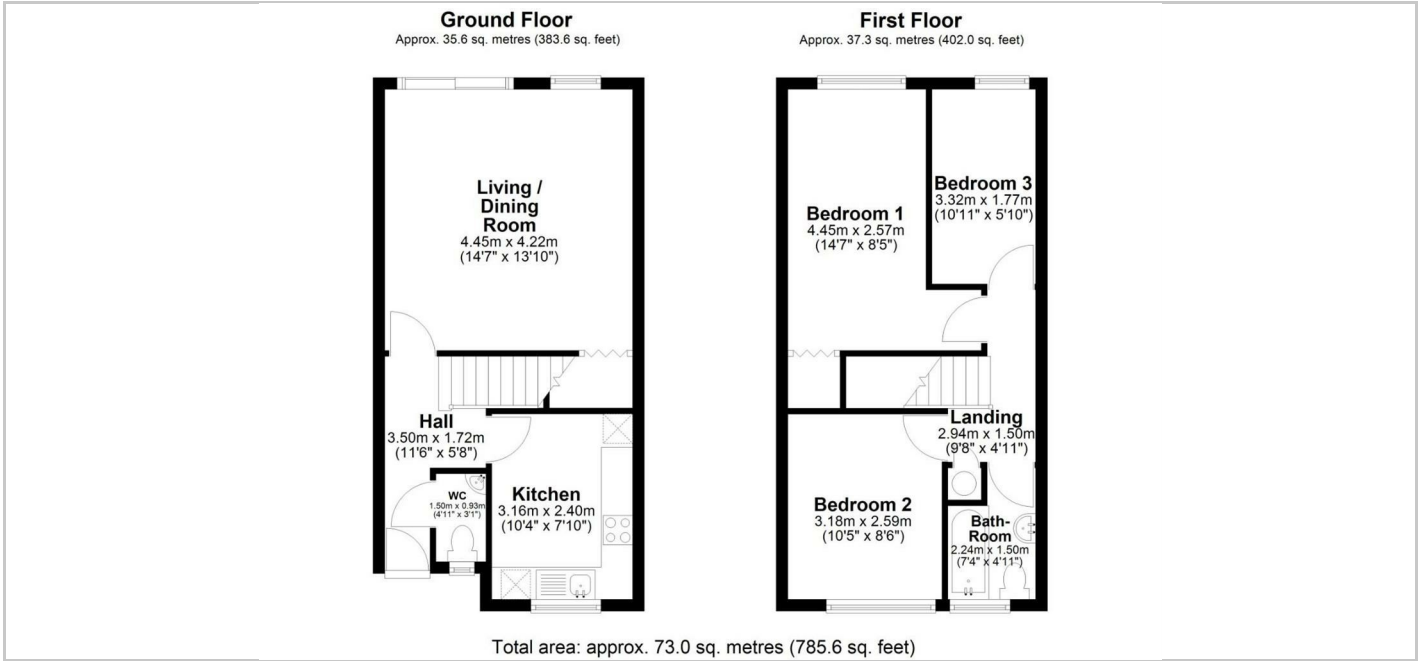 Ground Floor
Approx. 35.6 sq. metres (383.6 sq. feet)
Living /
Dining
Room
4.45m x 4.22m
(14'7" x 13'10")
Hall
3.50m x 1.72m
(11'6" x 5'8")
WC
1.50m x 0.93m
(4'11" x 3'1")
Kitchen
3.16m x 2.40m
(10'4" x 7'10")
First Floor
Approx. 37.3 sq. metres (402.0 sq. feet)
Bedroom 1
4.45m x 2.57m
(14'7" x 8'5")
Bedroom 3
3.32m x 1.77m
(10'11" x 5'10")
Landing
2.94m x 1.50m
(9'8" x 4'11")
Bedroom 2
3.18m x 2.59m
(10'5" x 8'6")
Bath-
Room
2.24m x 1.50m
(7'4" x 4'11")
Total area: approx. 73.0 sq. metres (785.6 sq. feet)